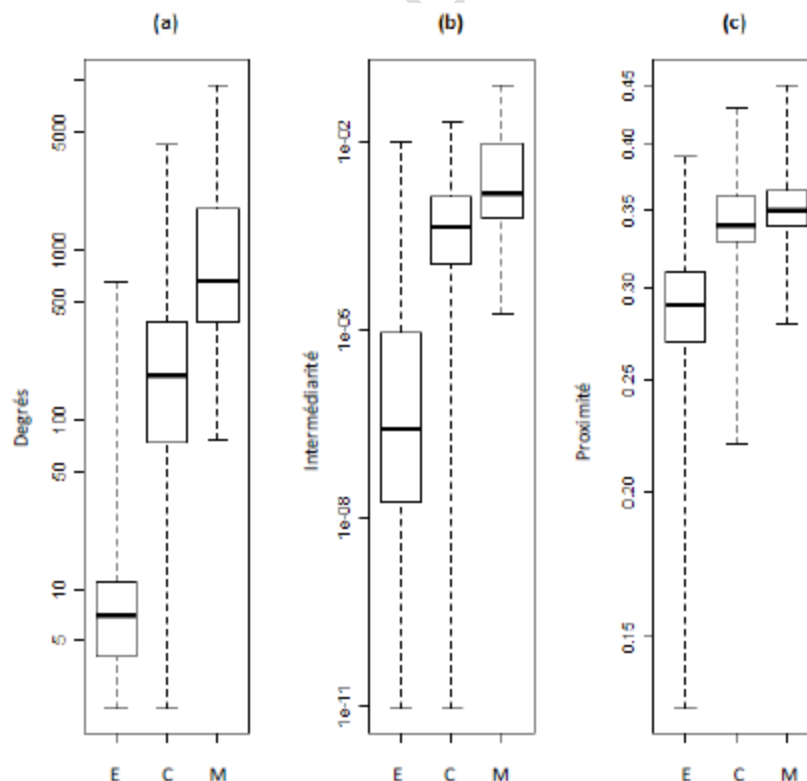 (a) (b) (c)
Degrés
5000
1000
500
100
50
10
5
E C M
Intermédiarité
1e-02
1e-05
1e-08
1e-11
E C M
Proximité
0.45
0.40
0.35
0.30
0.25
0.20
0.15
E C M